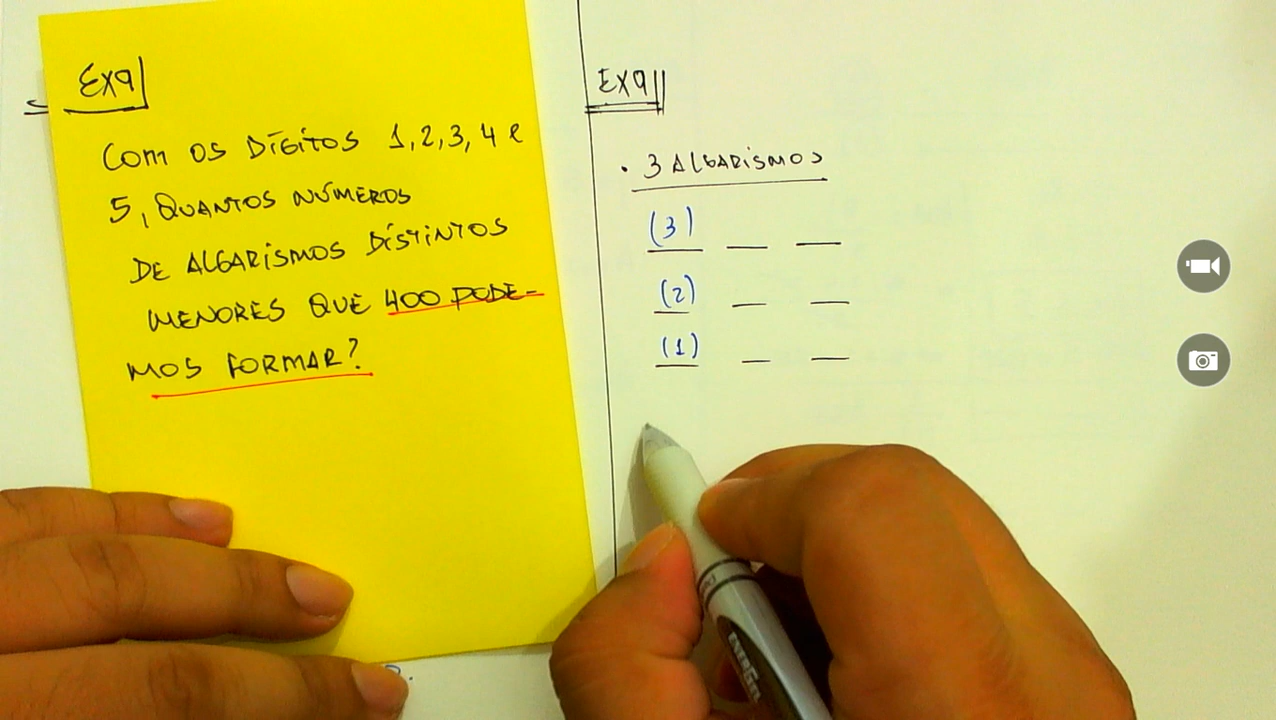 Ex9
COM OS DÍGITOS 1,2,3,4 e
5, QUANTOS NÚMEROS
DE ALGARISMOS DISTINTOS
MENORES QUE 400 PODE-
MOS FORMAR?
EX9
. 3 ALGARISMOS
(3) __ __
(2) __ __
(1) __ __